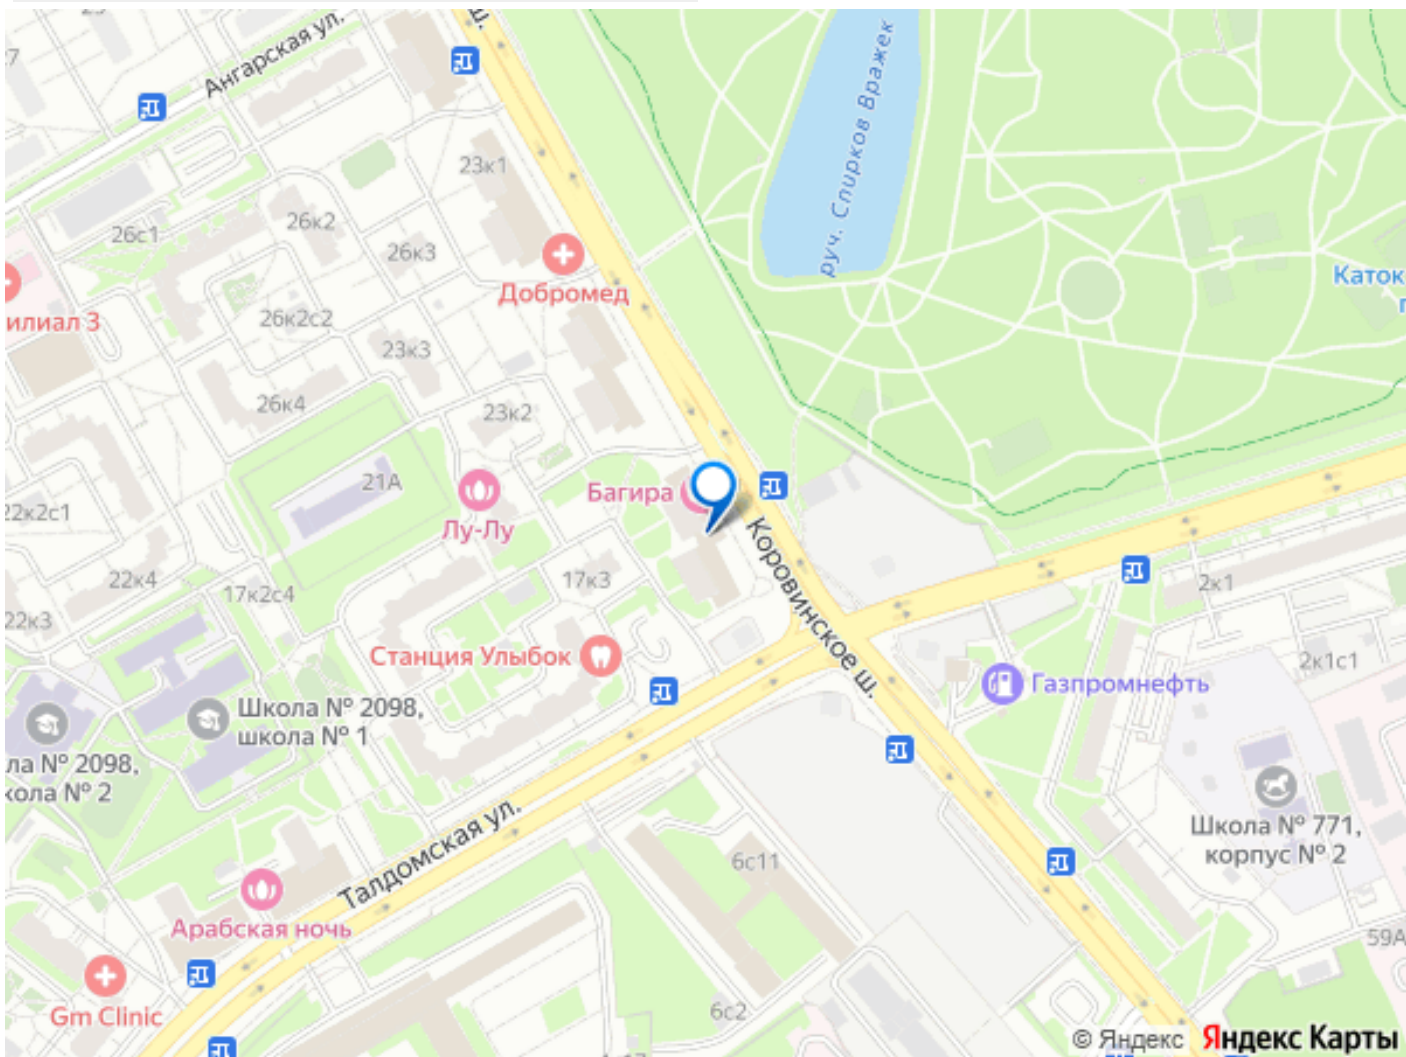 Ангарская ул.
ш.
23к1
руч. Спирков Вражек
26с1
26к2
26к3
Добромед
Каток
илиал 3
26к2с2
23к3
26к4
23к2
21А
Багира
Лу-Лу
22к2с1
Коровинское ш.
22к4
17к2с4
17к3
2к1
22к3
Станция Улыбок
2к1с1
Газпромнефть
Школа № 2098,
школа № 1
ла № 2098,
кола № 2
Школа № 771,
корпус № 2
Талдомская ул.
6с11
Арабская ночь
59А
Gm Clinic
6с2
© Яндекс Яндекс Карты